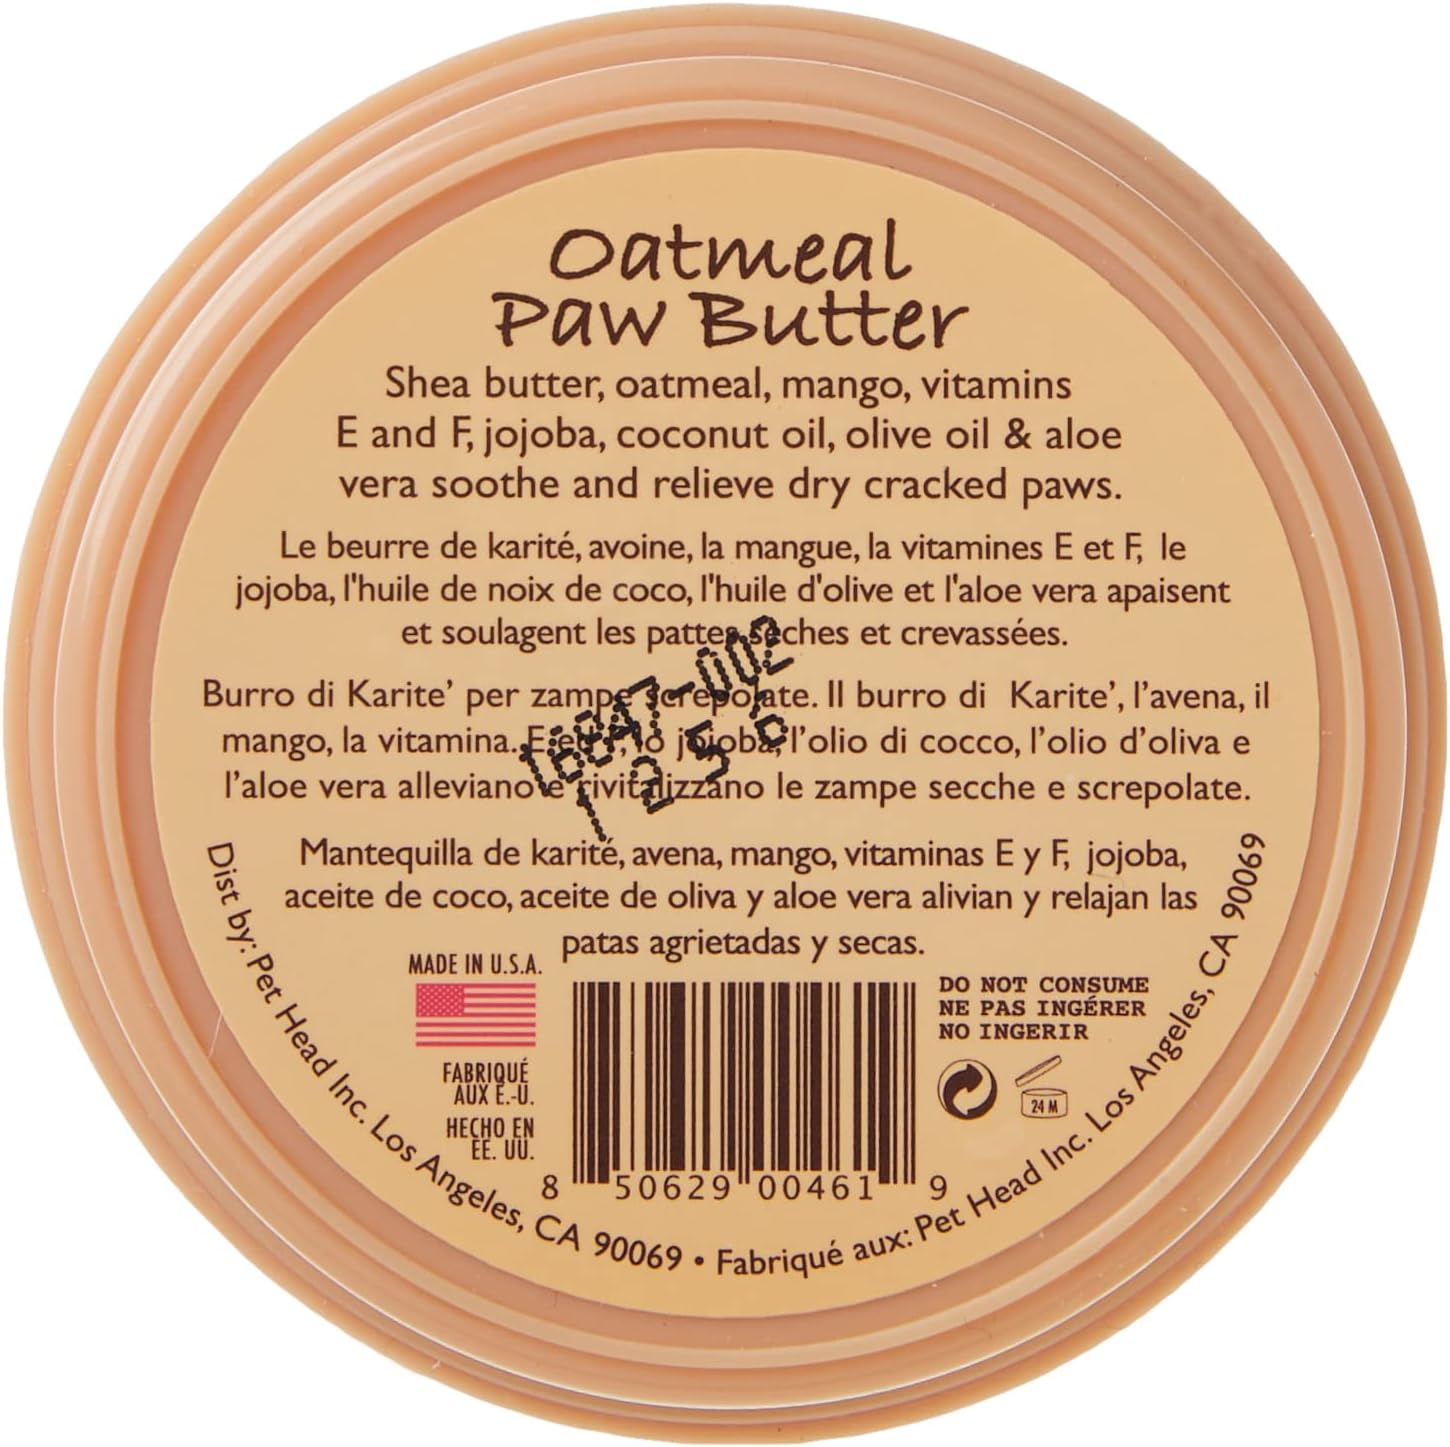 Oatmeal
Paw Butter
Shea butter, oatmeal, mango, vitamins
E and F, jojoba, coconut oil, olive oil & aloe
vera soothe and relieve dry cracked paws.
Le beurre de karité, avoine, la mangue, la vitamines E et F, le
jojoba, l'huile de noix de coco, l'huile d'olive et l'aloe vera apaisent
et soulagent les pattes sèches et crevassées.
Burro di Karite’ per zampe screpolate. Il burro di Karite’, l’avena, il
mango, la vitamina. E et F, lo jojoba, l’olio di cocco, l’olio d’oliva e
l’aloe vera alleviano e rivitalizzano le zampe secche e screpolate.
Mantequilla de karité, avena, mango, vitaminas E y F, jojoba,
aceite de coco, aceite de oliva y aloe vera alivian y relajan las
patas agrietadas y secas.
MADE IN U.S.A.
FABRIQUÉ
AUX E.-U.
HECHO EN
EE. UU.
8 50629 00461 9
DO NOT CONSUME
NE PAS INGÉRER
NO INGERIR
24 M
Dist by: Pet Head Inc. Los Angeles, CA 90069 • Fabriqué aux: Pet Head Inc. Los Angeles, CA 90069